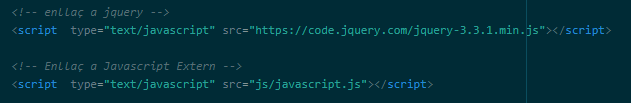 <!-- enllaç a jquery -->
<script  type="text/javascript" src="https://code.jquery.com/jquery-3.3.1.min.js"></script>
<!-- Enllaç a Javascript Extern -->
<script  type="text/javascript" src="js/javascript.js"></script>